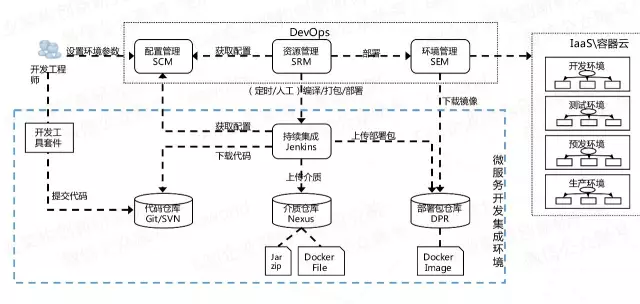 DevOps
IaaS\容器云
设置环境参数
配置管理
SCM
获取配置
资源管理
SRM
部署
环境管理
SEM
开发工程
师
开发环境
(定时/人工)编译/打包/部署
下载镜像
测试环境
开发工
具套件
获取配置
持续集成
Jenkins
上传部署包
预发环境
下载代码
上传介质
生产环境
提交代码
代码仓库
Git/SVN
介质仓库
Nexus
部署包仓库
DPR
微服务开发集成环境
Jar
zip
Docker
File
Docker
Image